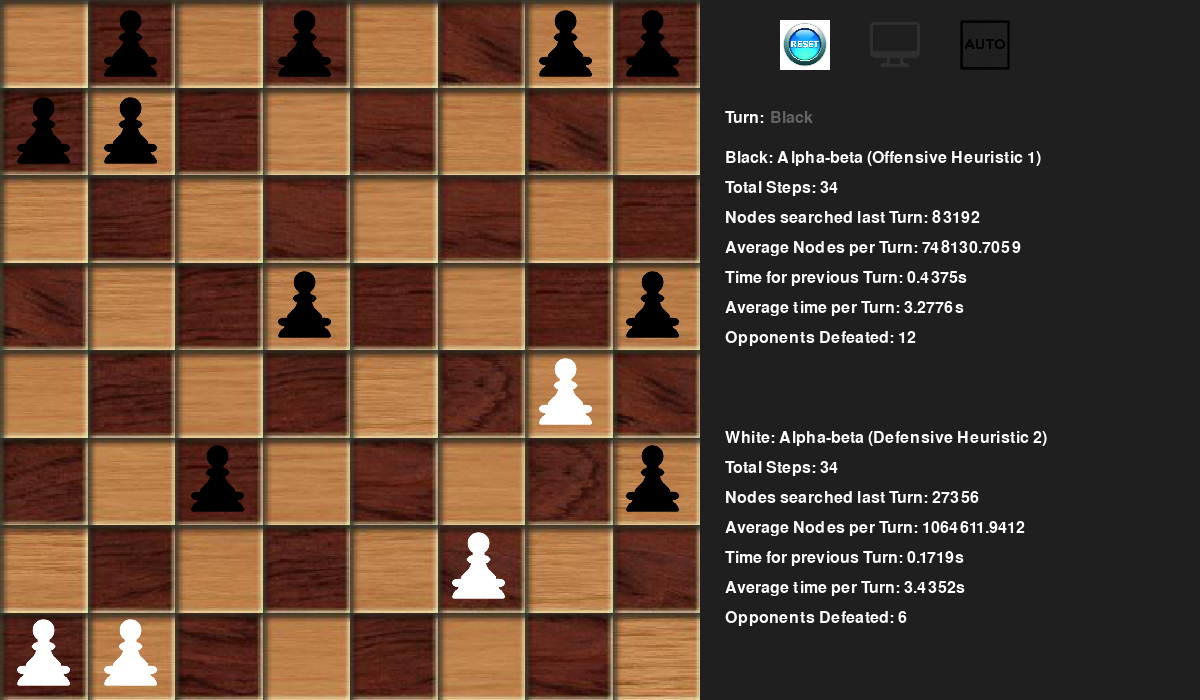 RESET
AUTO
Turn: Black
Black: Alpha-beta (Offensive Heuristic 1)
Total Steps: 34
Nodes searched last Turn: 83192
Average Nodes per Turn: 748130.7059
Time for previous Turn: 0.4375s
Average time per Turn: 3.2776s
Opponents Defeated: 12
White: Alpha-beta (Defensive Heuristic 2)
Total Steps: 34
Nodes searched last Turn: 27356
Average Nodes per Turn: 1064611.9412
Time for previous Turn: 0.1719s
Average time per Turn: 3.4352s
Opponents Defeated: 6